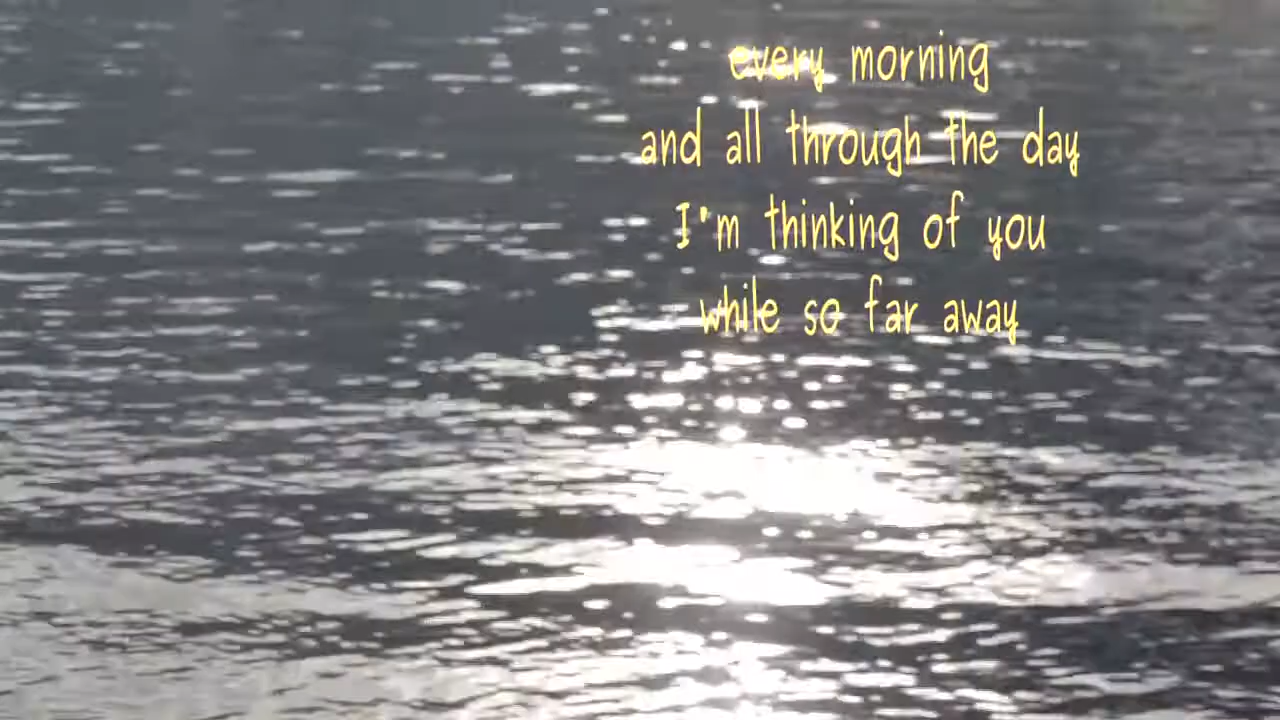 every morning
and all through the day
I'm thinking of you
while so far away